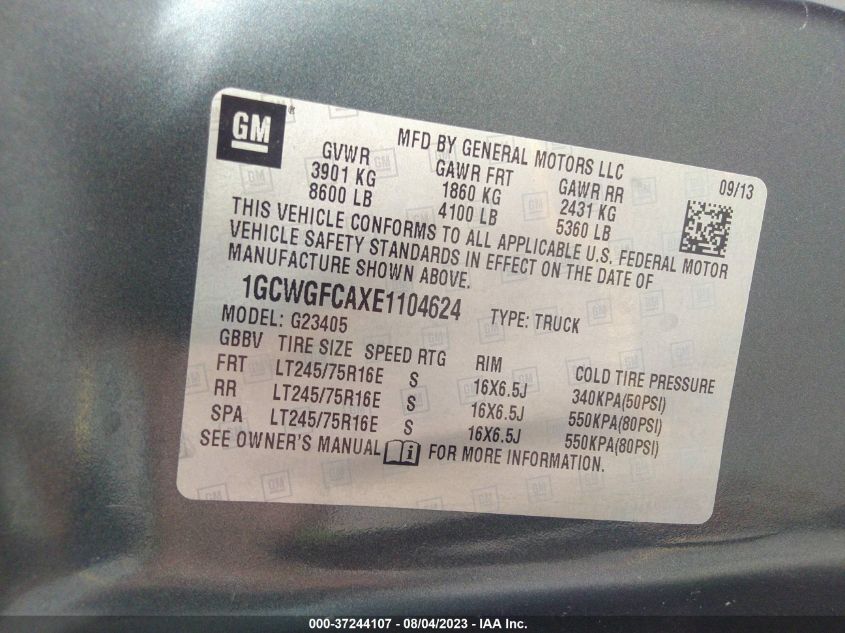 GM
MFD BY GENERAL MOTORS LLC
09/13
GVWR GAWR FRT GAWR RR
3901 KG 1860 KG 2431 KG
8600 LB 4100 LB 5360 LB
THIS VEHICLE CONFORMS TO ALL APPLICABLE U.S. FEDERAL MOTOR
VEHICLE SAFETY STANDARDS IN EFFECT ON THE DATE OF
MANUFACTURE SHOWN ABOVE.
1GCWGFCAXE1104624 TYPE: TRUCK
MODEL: G23405
GBBV TIRE SIZE SPEED RTG RIM COLD TIRE PRESSURE
FRT LT245/75R16E S 16X6.5J 340KPA(50PSI)
RR LT245/75R16E S 16X6.5J 550KPA(80PSI)
SPA LT245/75R16E S 16X6.5J 550KPA(80PSI)
SEE OWNER'S MANUAL i FOR MORE INFORMATION.
000-37244107 - 08/04/2023 - IAA Inc.